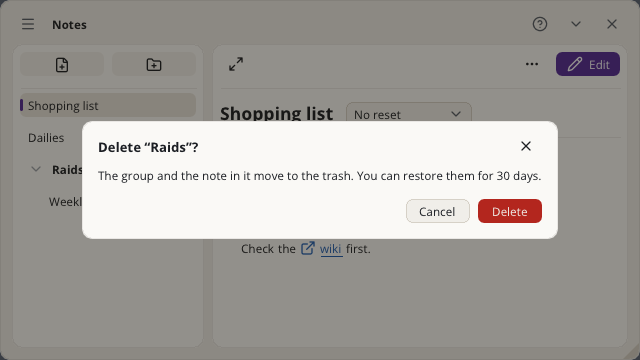 Notes
Edit
Shopping list
Shopping list
No reset
Dailies
Raids
Delete “Raids”?
The group and the note in it move to the trash. You can restore them for 30 days.
Cancel
Delete
Check the wiki first.